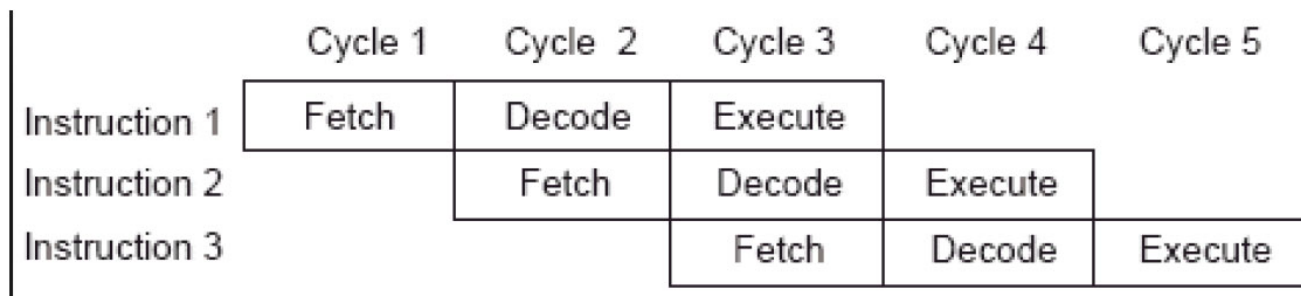 Cycle 1 Cycle 2 Cycle 3 Cycle 4 Cycle 5
Instruction 1 Fetch Decode Execute
Instruction 2 Fetch Decode Execute
Instruction 3 Fetch Decode Execute